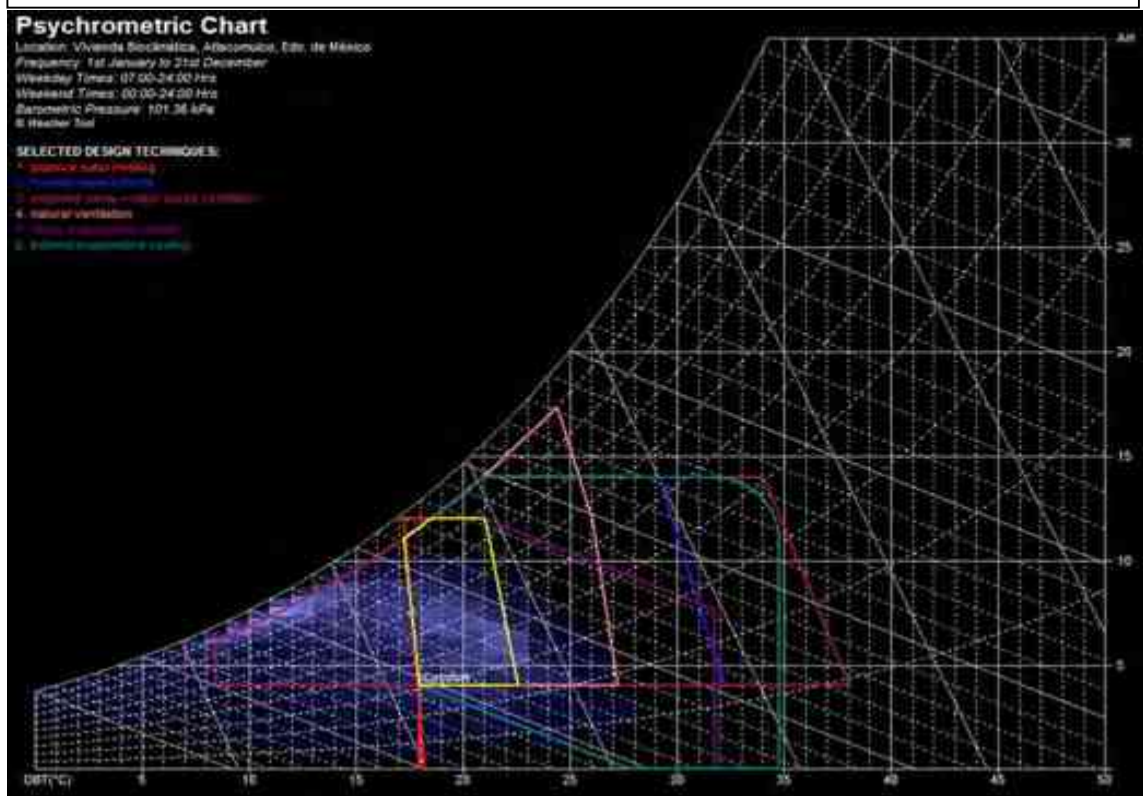 Psychrometric Chart
Location: Vivienda Bioclimática, Atlacomulco, Edo. de México
Frequency: 1st January to 31st December
Weekday Times: 07:00-24:00 Hrs
Weekend Times: 00:00-24:00 Hrs
Barometric Pressure: 101.36 kPa
© Weather Tool
SELECTED DESIGN TECHNIQUES:
4. natural ventilation
AH
30
25
20
15
10
5
Comfort
DBT(°C) 5 10 15 20 25 30 35 40 45 50